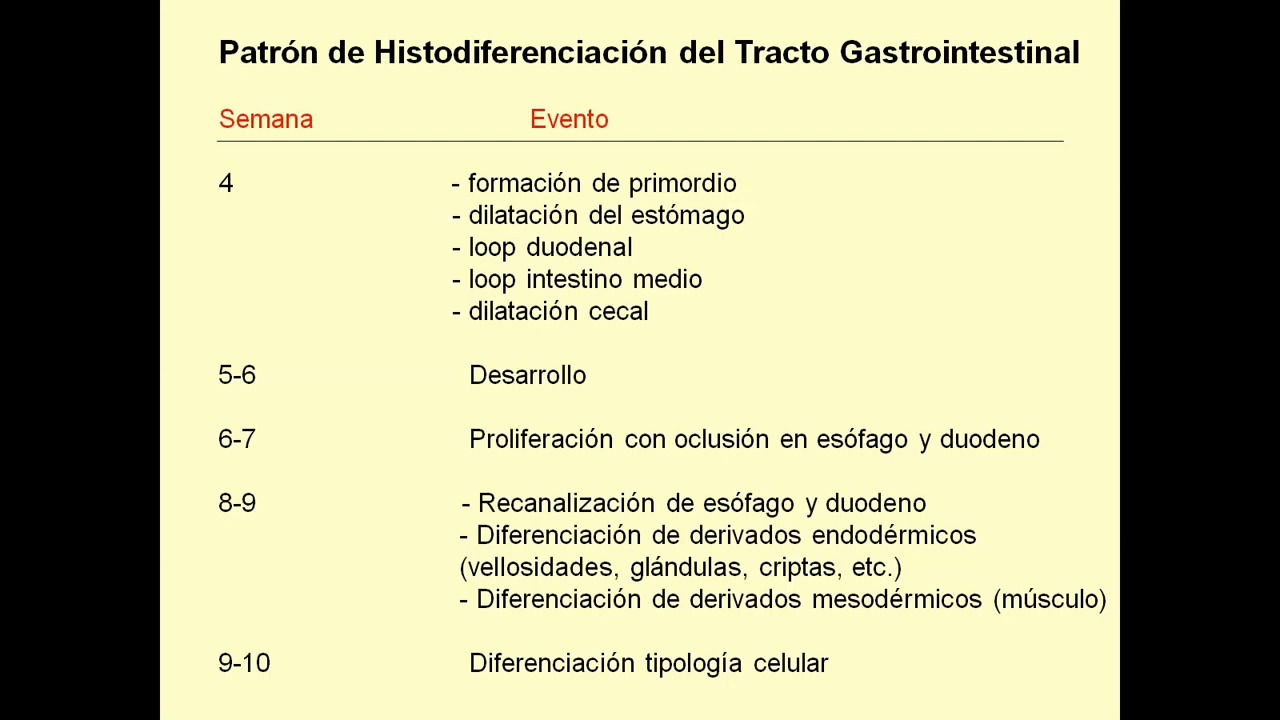 Patrón de Histodiferenciación del Tracto Gastrointestinal
Semana Evento
4 - formación de primordio
- dilatación del estómago
- loop duodenal
- loop intestino medio
- dilatación cecal
5-6 Desarrollo
6-7 Proliferación con oclusión en esófago y duodeno
8-9 - Recanalización de esófago y duodeno
- Diferenciación de derivados endodérmicos
(vellosidades, glándulas, criptas, etc.)
- Diferenciación de derivados mesodérmicos (músculo)
9-10 Diferenciación tipología celular